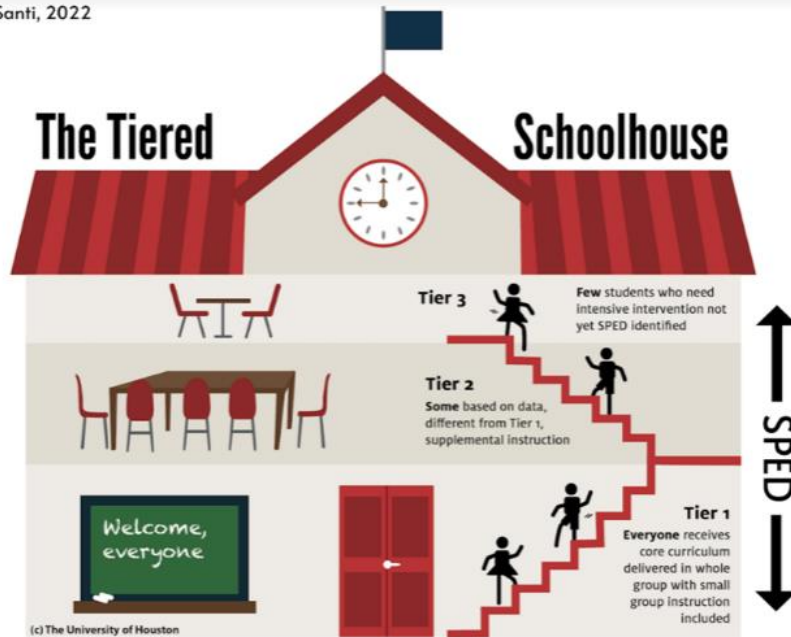 Santi, 2022
The Tiered Schoolhouse
Tier 3
Few students who need
intensive intervention not
yet SPED identified
Tier 2
Some based on data,
different from Tier 1,
supplemental instruction
SPED
Welcome,
everyone
Tier 1
Everyone receives
core curriculum
delivered in whole
group with small
group instruction
included
(c) The University of Houston